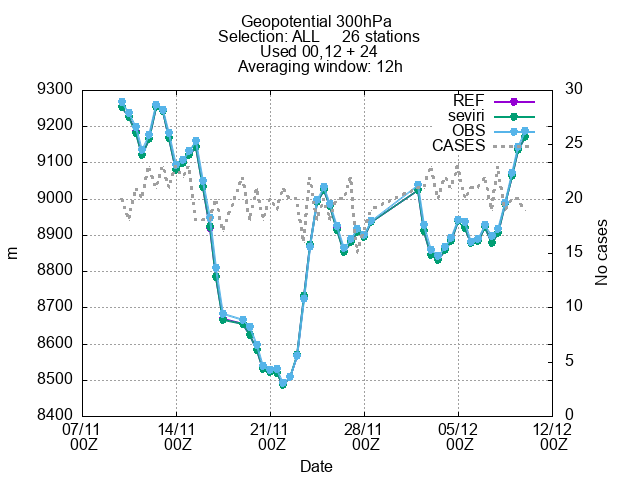 Geopotential 300hPa
Selection: ALL 26 stations
Used 00,12 + 24
Averaging window: 12h
9300 30
REF
9200 seviri 25
OBS
9100 CASES
9000 20
8900 15
8800
8700 10
8600
8500 5
8400 0
m
No cases
07/11 14/11 21/11 28/11 05/12 12/12
00Z 00Z 00Z 00Z 00Z 00Z
Date